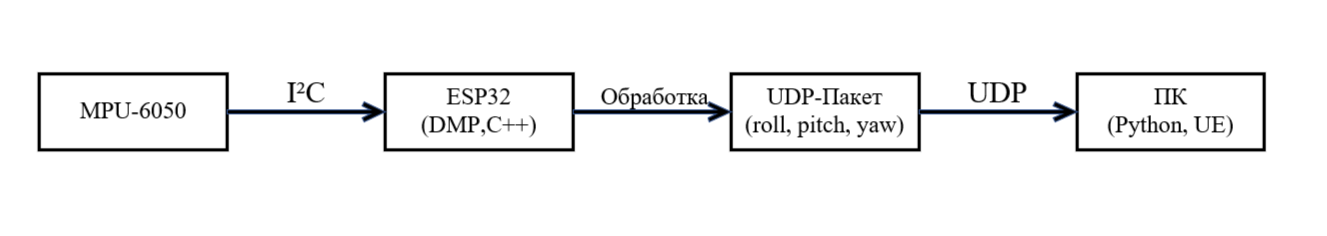 MPU-6050
I²C
ESP32
(DMP,C++)
Обработка
UDP-Пакет
(roll, pitch, yaw)
UDP
ПК
(Python, UE)